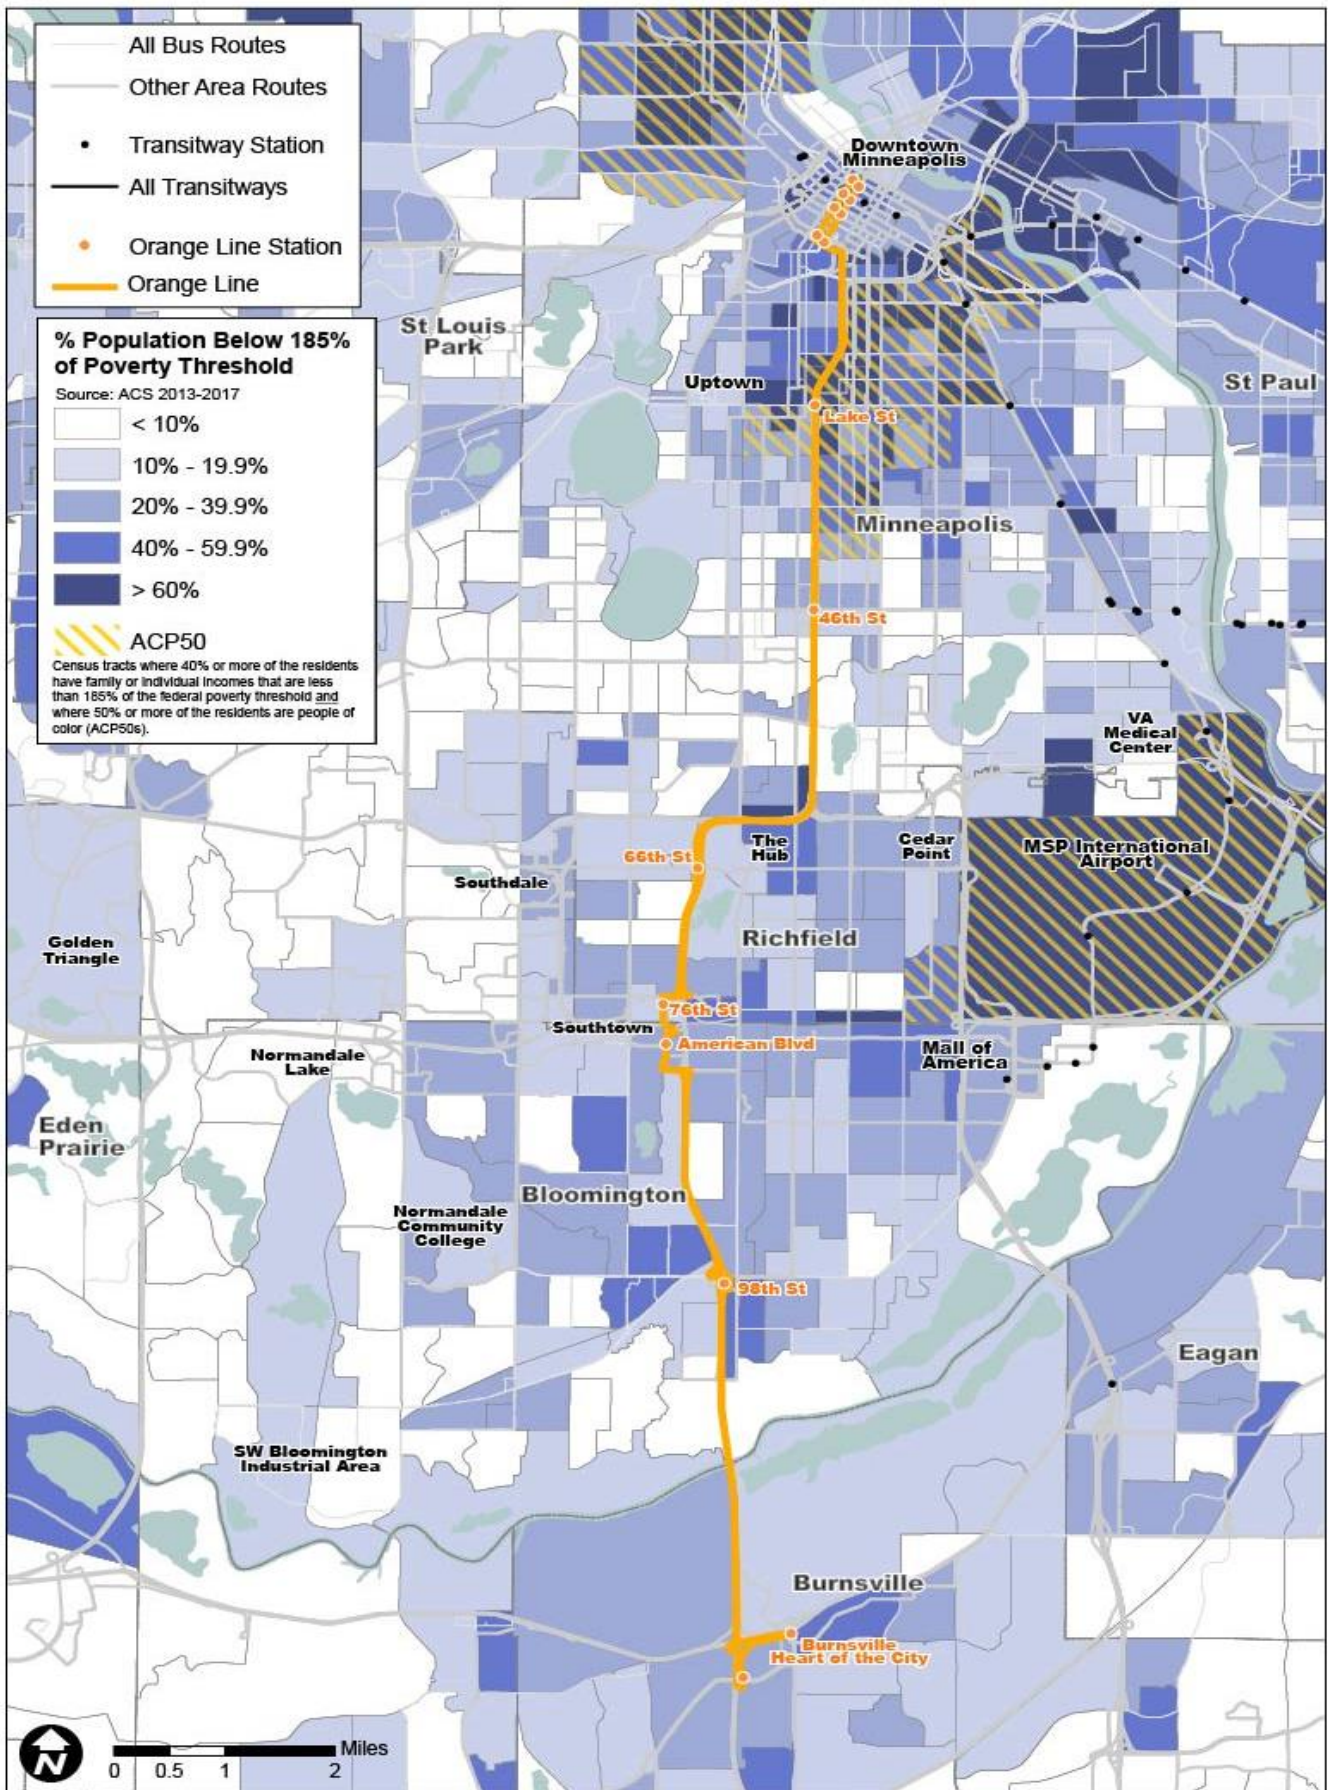 All Bus Routes
Other Area Routes
Transitway Station
All Transitways
Orange Line Station
Orange Line
% Population Below 185%
of Poverty Threshold
Source: ACS 2013-2017
< 10%
10% - 19.9%
20% - 39.9%
40% - 59.9%
> 60%
ACP50
Census tracts where 40% or more of the residents
have family or individual incomes that are less
than 185% of the federal poverty threshold and
where 50% or more of the residents are people of
color (ACP50s).
Downtown
Minneapolis
St Louis
Park
Uptown
St Paul
Lake St
Minneapolis
46th St
VA
Medical
Center
The
Hub
Cedar
Point
MSP International
Airport
66th St
Southdale
Golden
Triangle
Richfield
76th St
Southtown
American Blvd
Normandale
Lake
Mall of
America
Eden
Prairie
Bloomington
Normandale
Community
College
98th St
Eagan
SW Bloomington
Industrial Area
Burnsville
Burnsville
Heart of the City
N
Miles
0 0.5 1 2